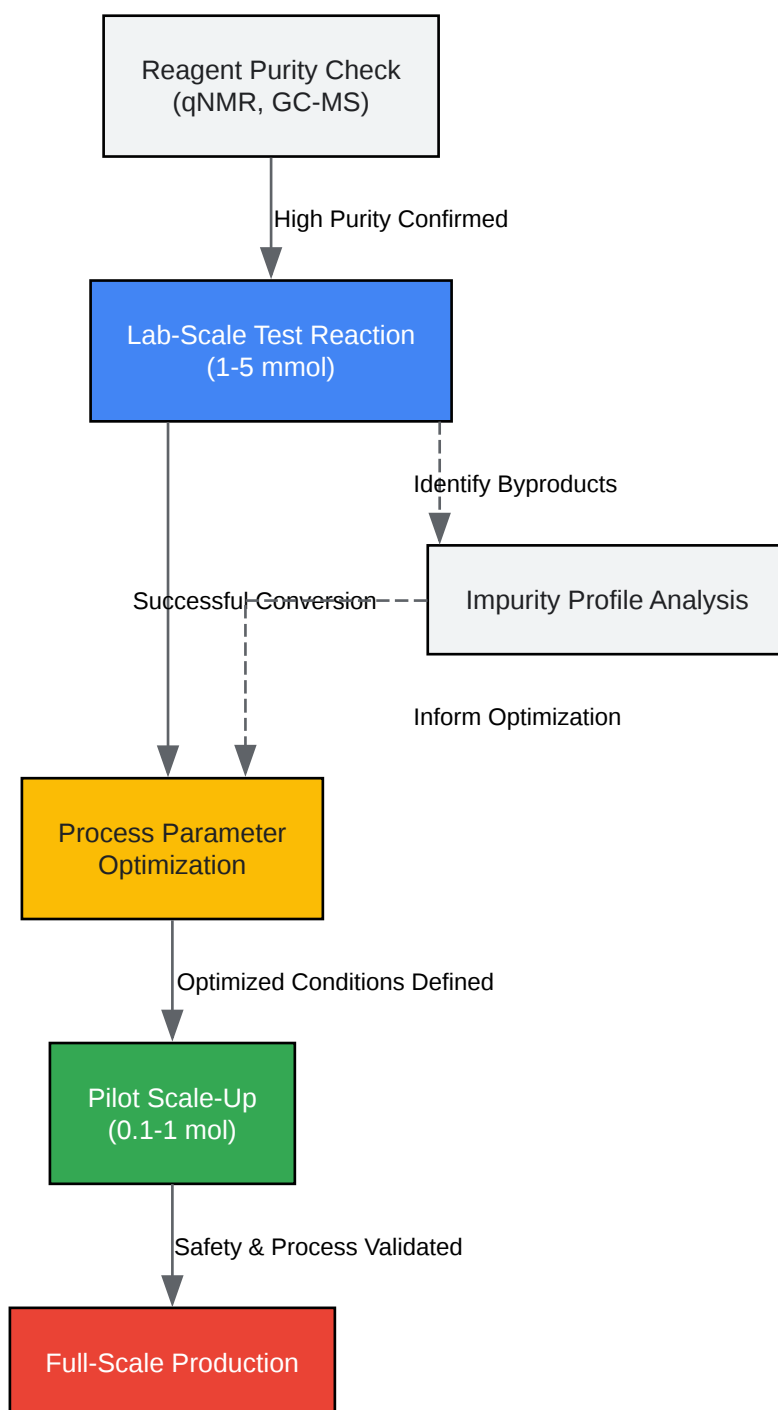 Reagent Purity Check
(qNMR, GC-MS)
High Purity Confirmed
Lab-Scale Test Reaction
(1-5 mmol)
Identify Byproducts
Successful Conversion
Impurity Profile Analysis
Inform Optimization
Process Parameter
Optimization
Optimized Conditions Defined
Pilot Scale-Up
(0.1-1 mol)
Safety & Process Validated
Full-Scale Production